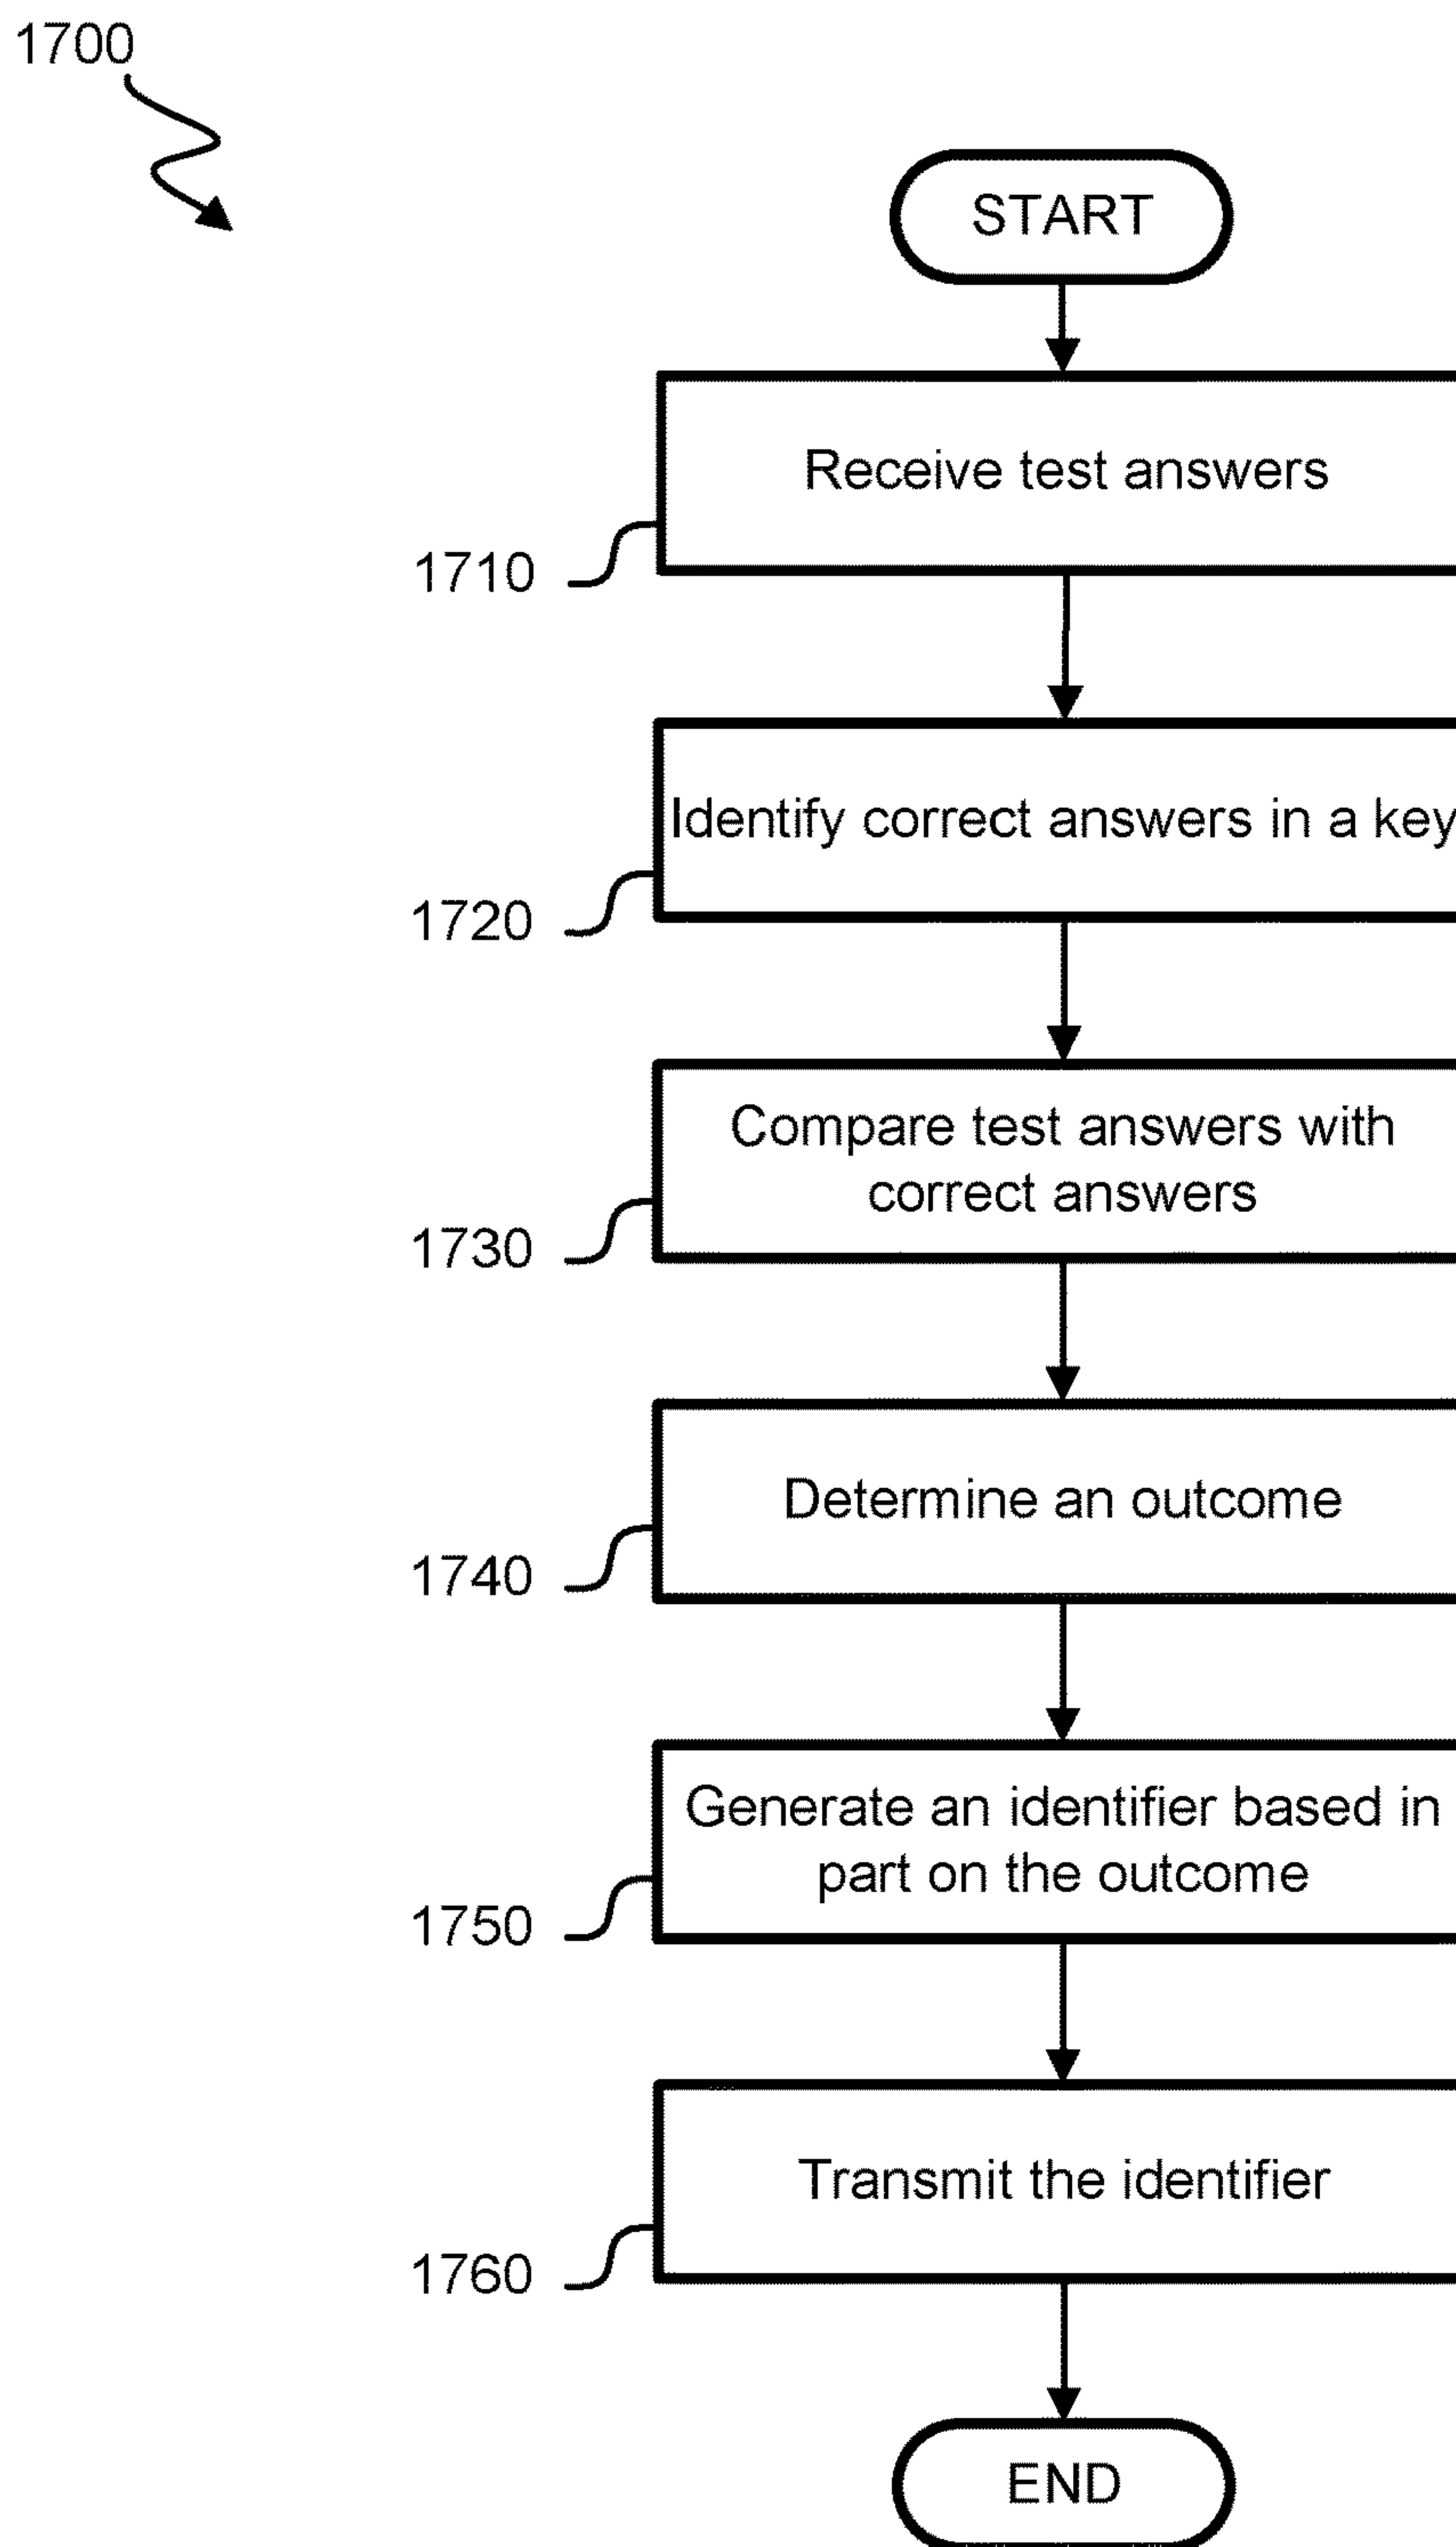 1700
START
Receive test answers
1710
Identify correct answers in a key
1720
Compare test answers with
correct answers
1730
Determine an outcome
1740
Generate an identifier based in
part on the outcome
1750
Transmit the identifier
1760
END